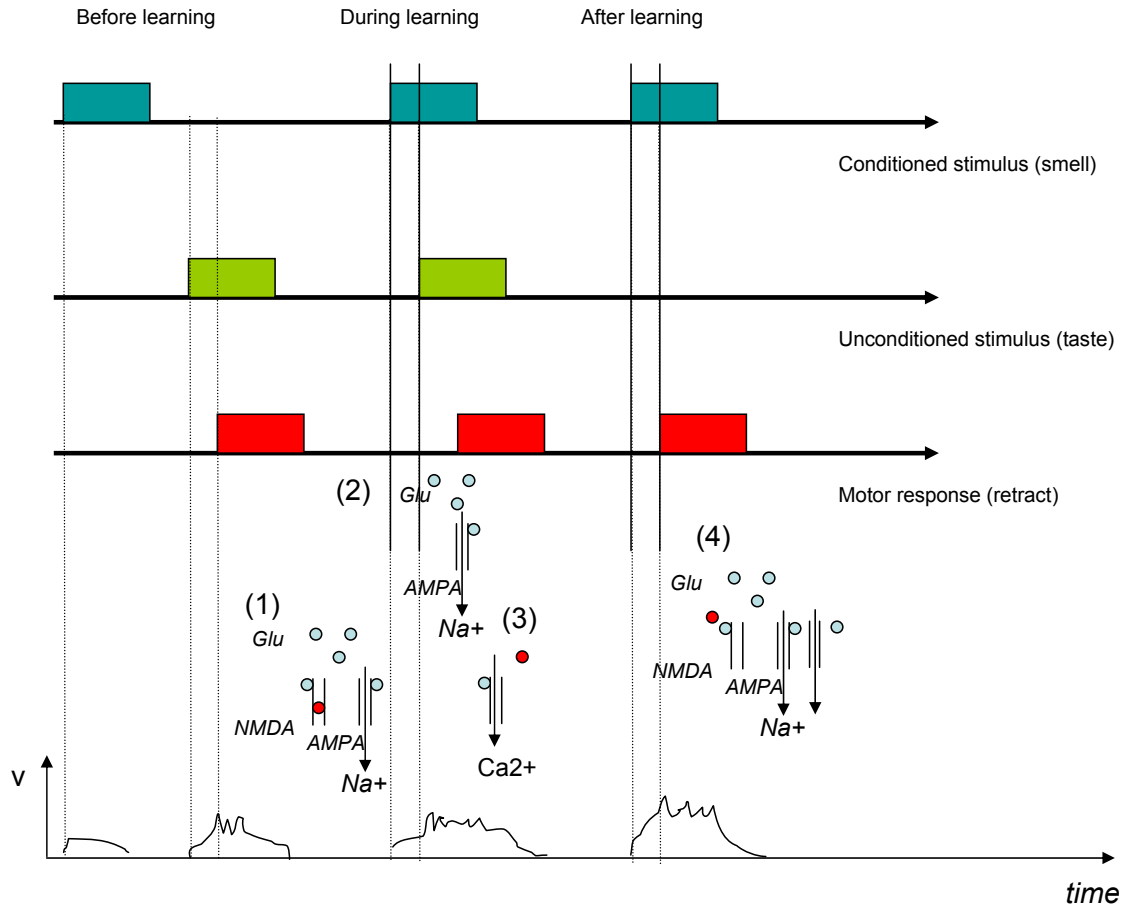 Before learning
During learning
After learning
Conditioned stimulus (smell)
Unconditioned stimulus (taste)
Motor response (retract)
(2)
Glu
AMPA
Na+
(1)
Glu
NMDA
AMPA
Na+
(3)
Ca2+
(4)
Glu
NMDA
AMPA
Na+
v
time